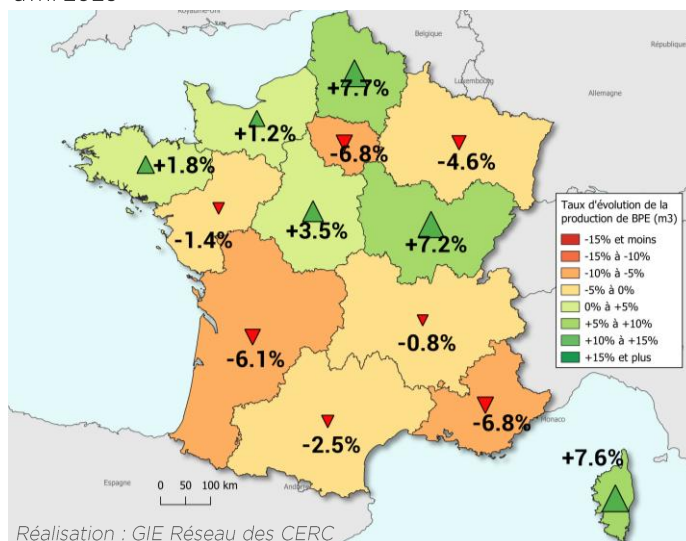 Royaume-Uni
Belgique
République
Luxembourg
Allemagne
+7.7%
+1.2%
-6.8%
-4.6%
+1.8%
-1.4%
+3.5%
+7.2%
Taux d'évolution de la
production de BPE (m3)
-15% et moins
-15% à -10%
-10% à -5%
-5% à 0%
0% à +5%
+5% à +10%
+10% à +15%
+15% et plus
-6.1%
-0.8%
-6.8%
Monaco
-2.5%
+7.6%
Espagne
0 50 100 km
Réalisation : GIE Réseau des CERC